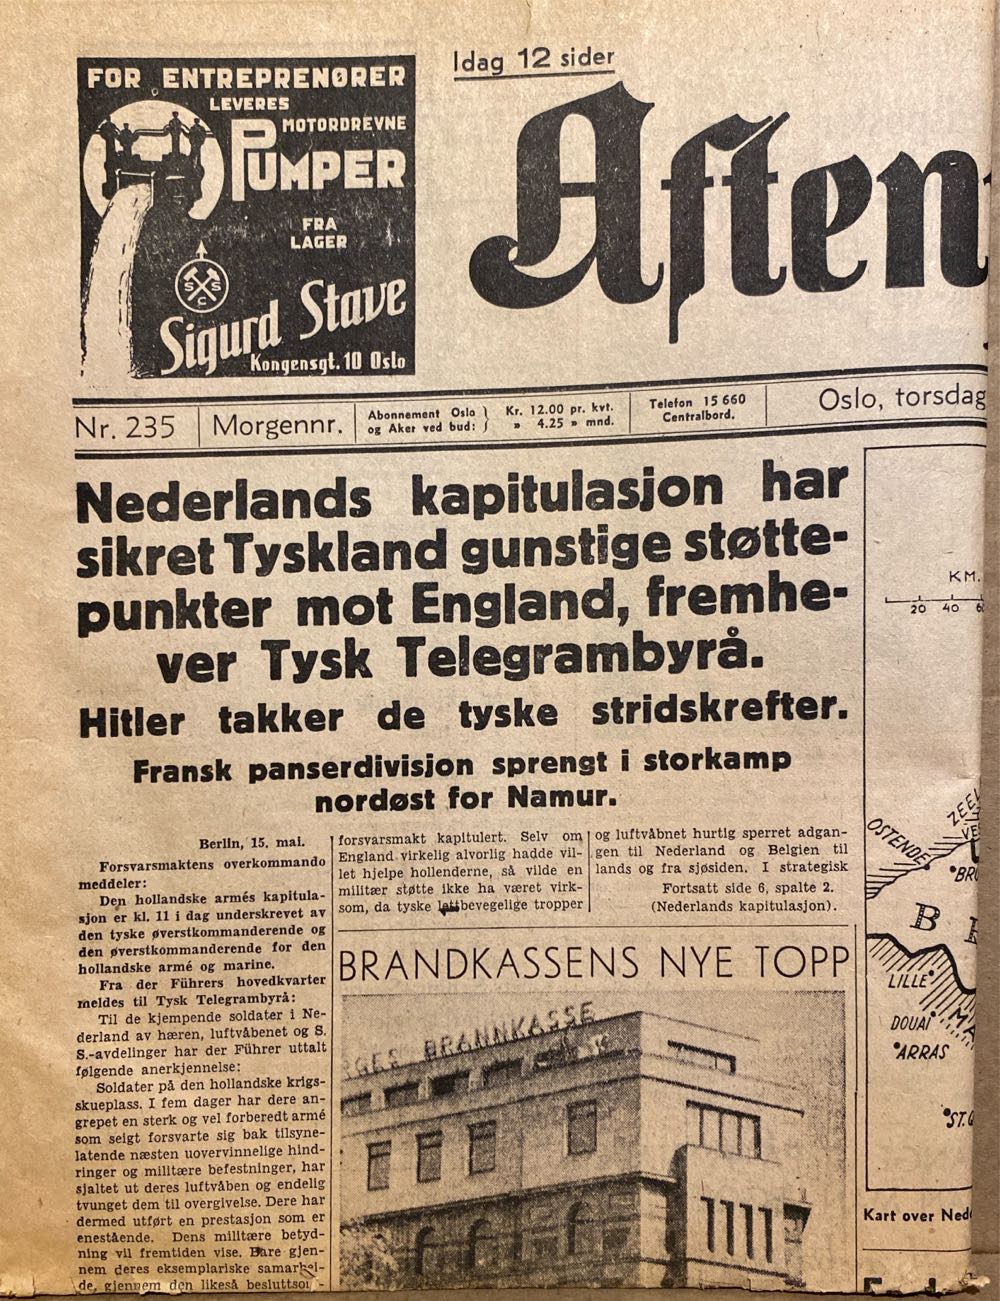 Idag 12 sider
FOR ENTREPRENØRER
LEVERES
MOTORDREVNE
PUMPER
FRA
LAGER
SSC
Sigurd Stave
Kongensgt. 10 Oslo
Aften
Nr. 235
Morgennr.
Abonnement Oslo
og Aker ved bud:
Kr. 12.00 pr. kvt.
» 4.25 » mnd.
Telefon 15 660
Centralbord.
Oslo, torsdag
Nederlands kapitulasjon har
sikret Tyskland gunstige støtte-
punkter mot England, fremhe-
ver Tysk Telegrambyrå.
Hitler takker de tyske stridskrefter.
Fransk panserdivisjon sprengt i storkamp
nordøst for Namur.
Berlin, 15. mai.
Forsvarsmaktens overkommando
meddeler:
Den hollandske armés kapitula-
sjon er kl. 11 i dag underskrevet av
den tyske øverstkommanderende og
den øverstkommanderende for den
hollandske armé og marine.
Fra der Führers hovedkvarter
meldes til Tysk Telegrambyrå:
Til de kjempende soldater i Ne-
derland av hæren, luftvåbenet og S.
S.-avdelinger har der Führer uttalt
følgende anerkjennelse:
Soldater på den hollandske krigs-
skueplass. I fem dager har dere an-
grepet en sterk og vel forberedt armé
som seigt forsvarte sig bak tilsyne-
latende næsten uovervinnelige hind-
ringer og militære befestninger, har
sjaltet ut deres luftvåben og endelig
tvunget dem til overgivelse. Dere har
dermed utført en prestasjon som er
enestående. Dens militære betyd-
ning vil fremtiden vise. Bare gjen-
nem deres eksemplariske samarbei-
de, gjennem den likeså besluttso
forsvarsmakt kapitulert. Selv om
England virkelig alvorlig hadde vil-
let hjelpe hollenderne, så vilde en
militær støtte ikke ha været virk-
som, da tyske lettbevegelige tropper
og luftvåbnet hurtig sperret adgan-
gen til Nederland og Belgien til
lands og fra sjøsiden. I strategisk
Fortsatt side 6, spalte 2.
(Nederlands kapitulasjon).
BRANDKASSENS NYE TOPP
GES BRANNKASSE
KM.
20 40 6
ZEEL
VE
OSTENDE
BRU
B E
LILLE
DOUAI
MA
ARRAS
ST. Q
Kart over Ned